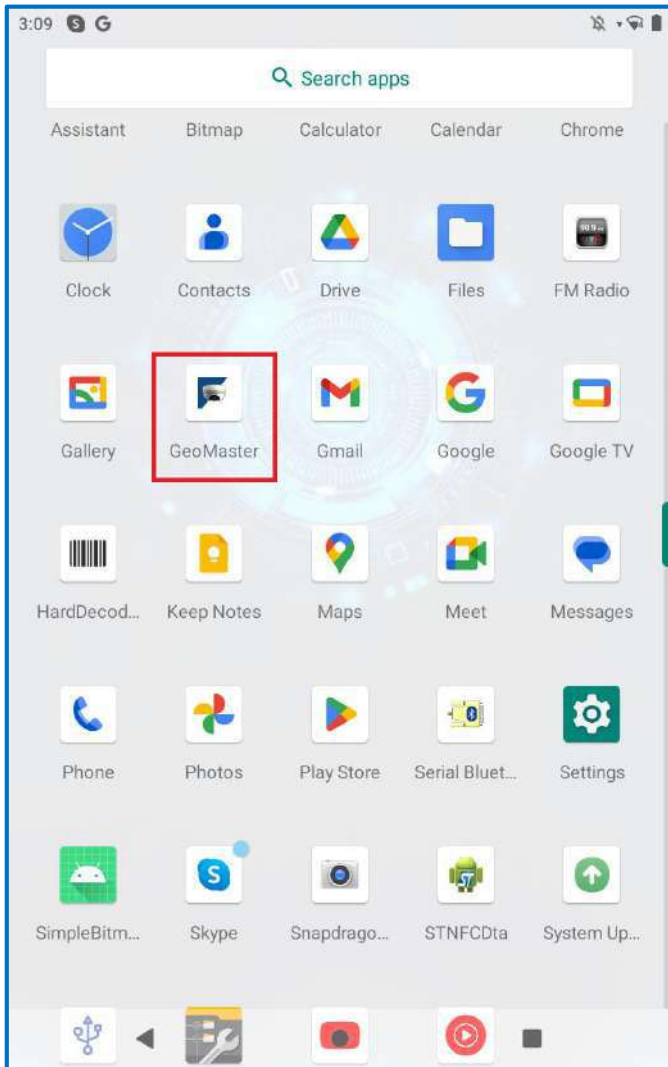 3:09
Search apps
Assistant Bitmap Calculator Calendar Chrome
Clock Contacts Drive Files FM Radio
Gallery GeoMaster Gmail Google Google TV
HardDecod... Keep Notes Maps Meet Messages
Phone Photos Play Store Serial Bluet... Settings
SimpleBitm... Skype Snapdrago... STNFCDta System Up...